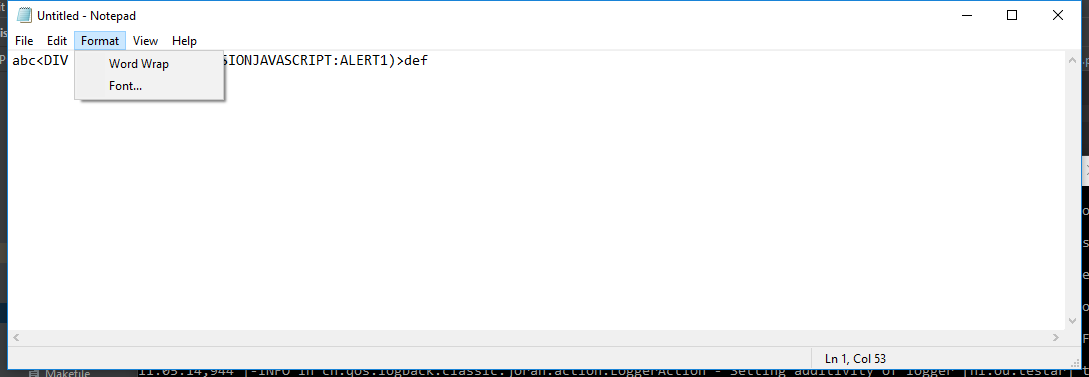 Untitled - Notepad
File Edit Format View Help
abc<DIV SIONJAVASCRIPT:ALERT1)>def
Word Wrap
Font...
Ln 1, Col 53
Makefile
11:05:14,944 |-INFO in ch.qos.logback.classic.joran.action.LoggerAction - Setting additivity of logger [nl.ou.testar]